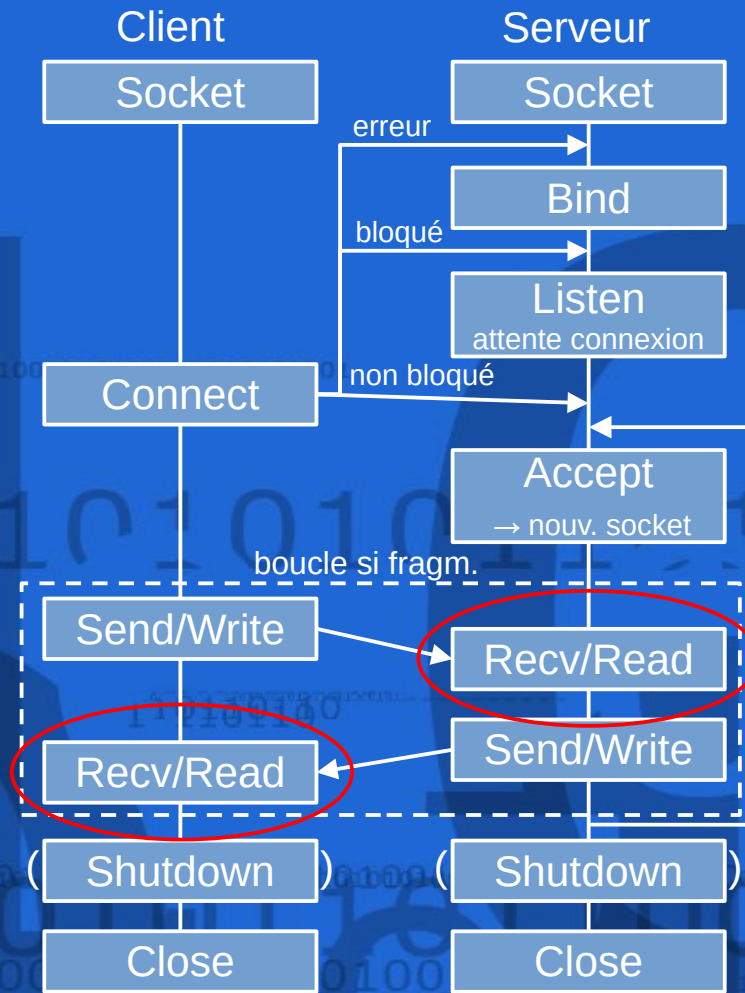 Client
Serveur
Socket
Socket
erreur
Bind
bloqué
Listen
attente connexion
Connect
non bloqué
Accept
→ nouv. socket
boucle si fragm.
Send/Write
Recv/Read
Send/Write
Recv/Read
( Shutdown )
( Shutdown )
Close
Close